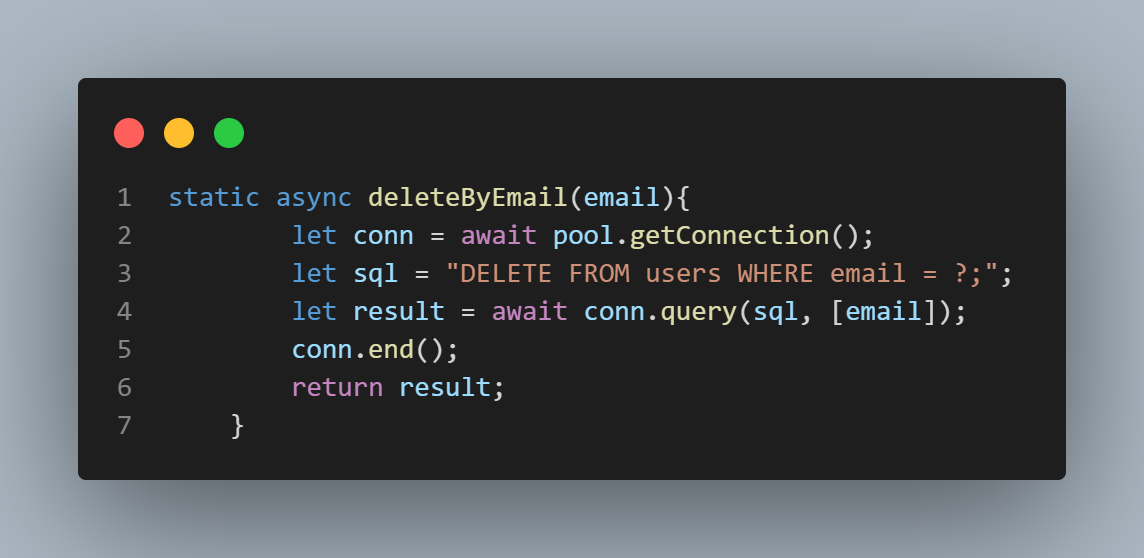 1 static async deleteByEmail(email){
2 let conn = await pool.getConnection();
3 let sql = "DELETE FROM users WHERE email = ?;";
4 let result = await conn.query(sql, [email]);
5 conn.end();
6 return result;
7 }